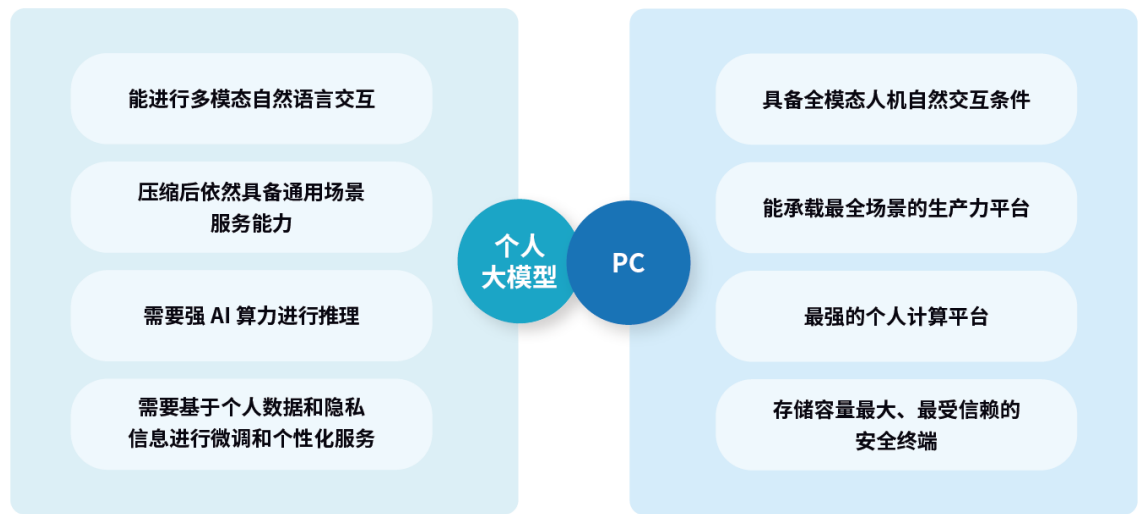 能进行多模态自然语言交互
压缩后依然具备通用场景
服务能力
需要强 AI 算力进行推理
需要基于个人数据和隐私
信息进行微调和个性化服务
个人
大模型
PC
具备全模态人机自然交互条件
能承载最全场景的生产力平台
最强的个人计算平台
存储容量最大、最受信赖的
安全终端